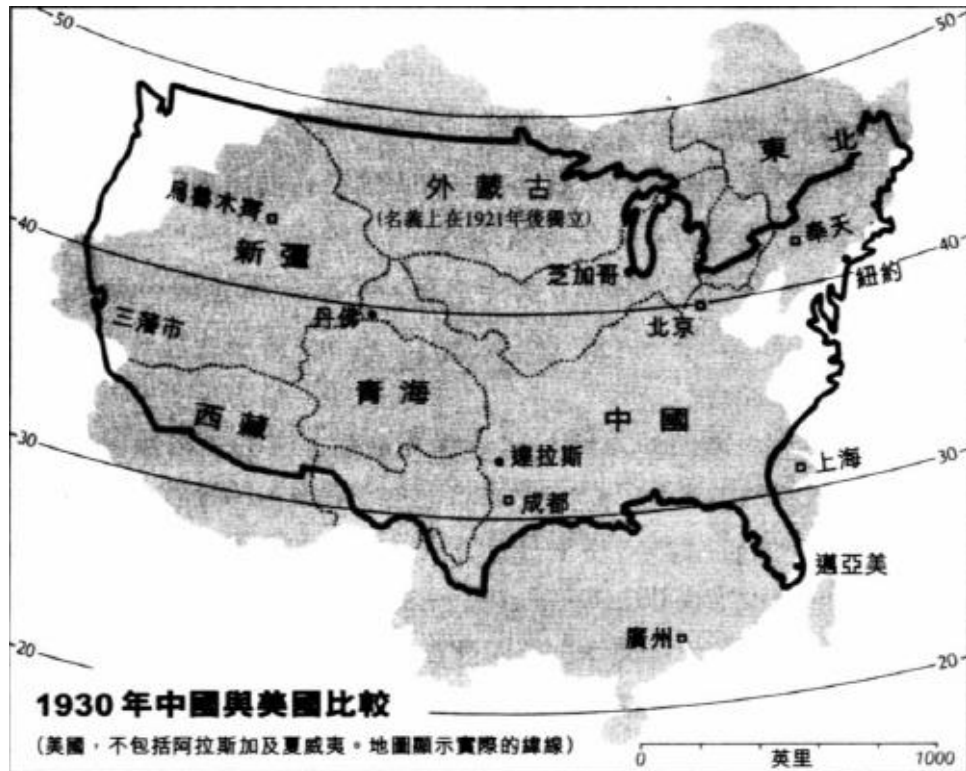 50
50
東北
烏魯木齊
外蒙古
(名義上在1921年後獨立)
奉天
40
新疆
芝加哥
40
紐約
丹佛
北京
三藩市
青海
西藏
中國
30
達拉斯
上海
30
成都
邁亞美
廣州
20
20
1930年中國與美國比較
(美國,不包括阿拉斯加及夏威夷。地圖顯示實際的緯線)
0
英里
1000